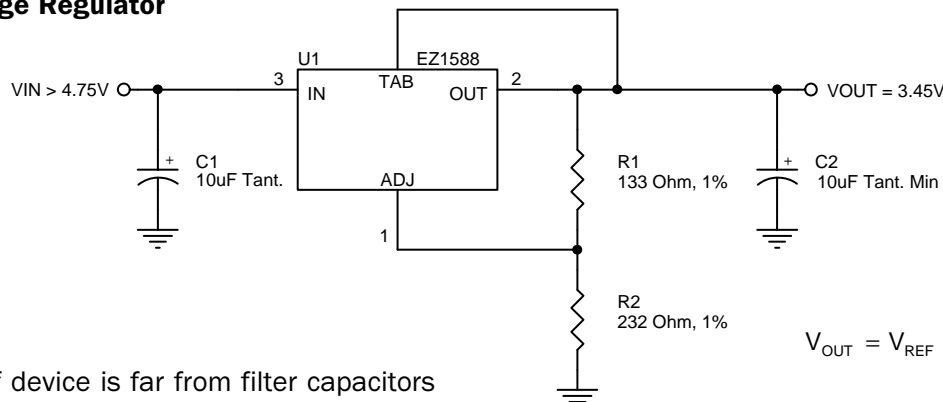 ge Regulator
U1
EZ1588
VIN > 4.75V
3
TAB
IN
OUT
2
VOUT = 3.45V
+
C1
10uF Tant.
R1
133 Ohm, 1%
+
C2
10uF Tant. Min
ADJ
1
R2
232 Ohm, 1%
VOUT = VREF
f device is far from filter capacitors